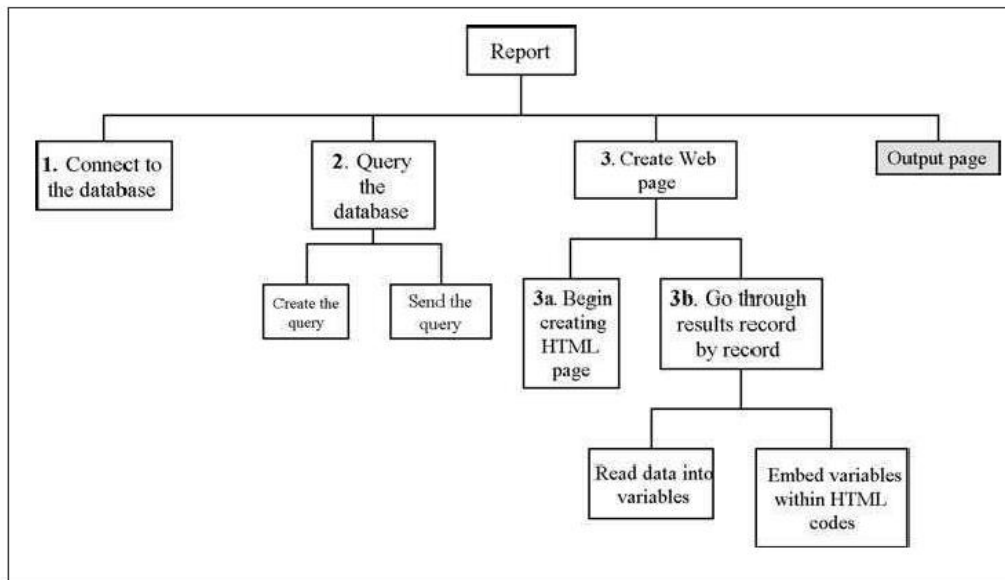 Report
1. Connect to
the database
2. Query
the
database
3. Create Web
page
Output page
Create the
query
Send the
query
3a. Begin
creating
HTML
page
3b. Go through
results record
by record
Read data into
variables
Embed variables
within HTML
codes